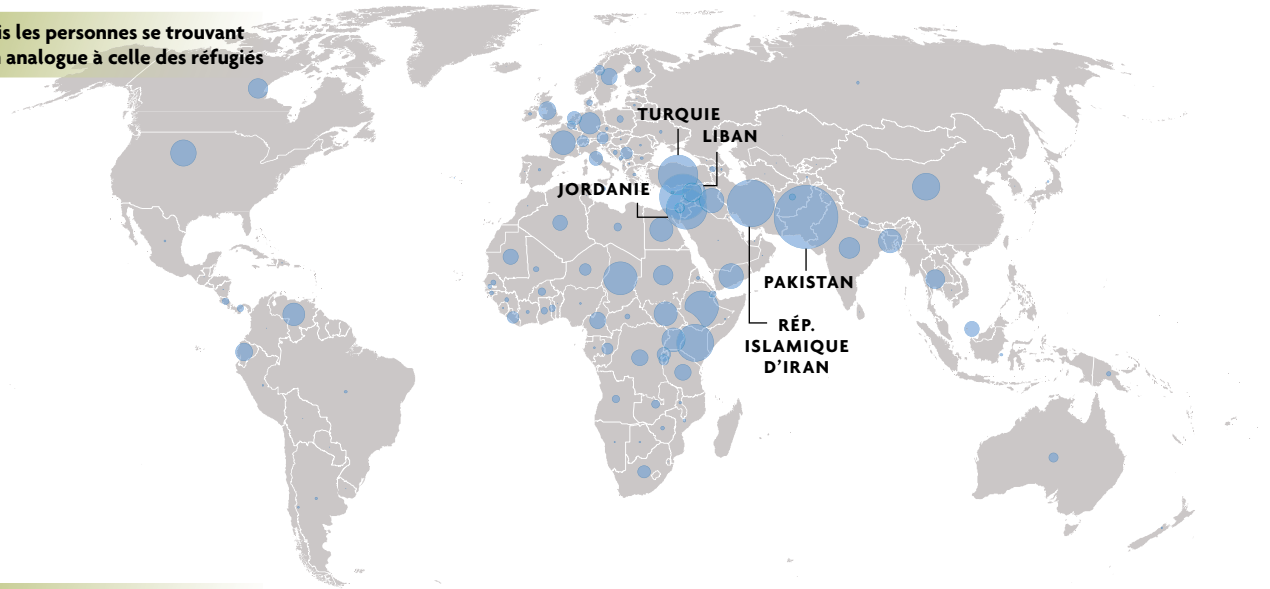 is les personnes se trouvant
analogue à celle des réfugiés
TURQUIE
LIBAN
JORDANIE
PAKISTAN
RÉP.
ISLAMIQUE
D'IRAN